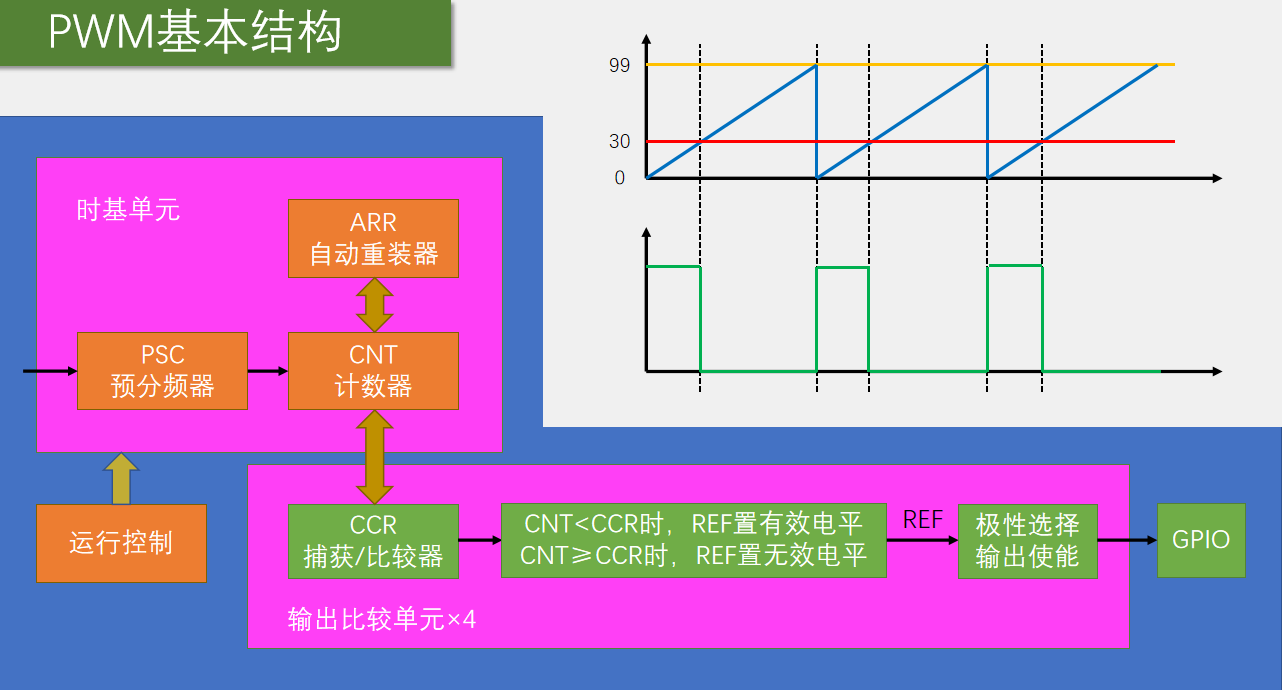 PWM基本结构
99
30
0
时基单元
ARR
自动重装器
PSC
预分频器
CNT
计数器
运行控制
CCR
捕获/比较器
CNT<CCR时，REF置有效电平
CNT≥CCR时，REF置无效电平
REF
极性选择
输出使能
GPIO
输出比较单元×4